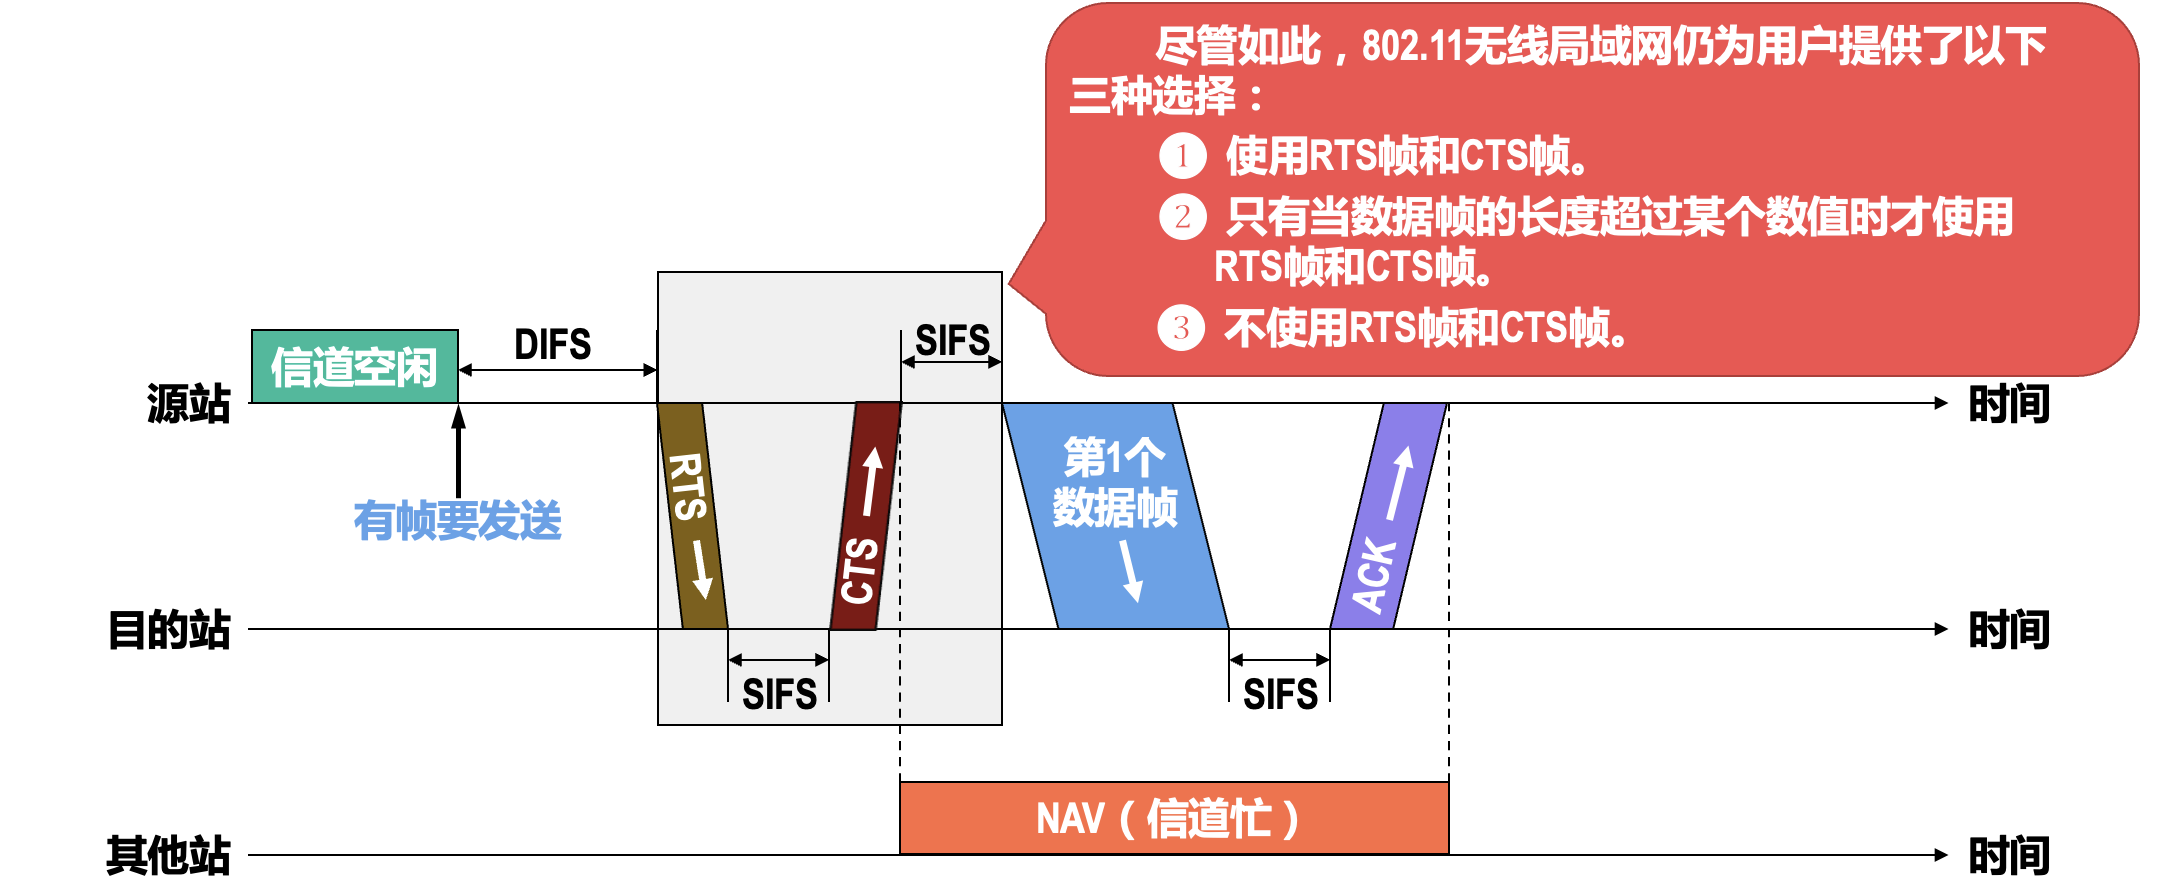 尽管如此，802.11无线局域网仍为用户提供了以下
三种选择：
① 使用RTS帧和CTS帧。
② 只有当数据帧的长度超过某个数值时才使用
RTS帧和CTS帧。
③ 不使用RTS帧和CTS帧。
信道空闲
DIFS
SIFS
源站
时间
有帧要发送
RTS
CTS
第1个
数据帧
ACK
目的站
时间
SIFS
SIFS
NAV（信道忙）
其他站
时间